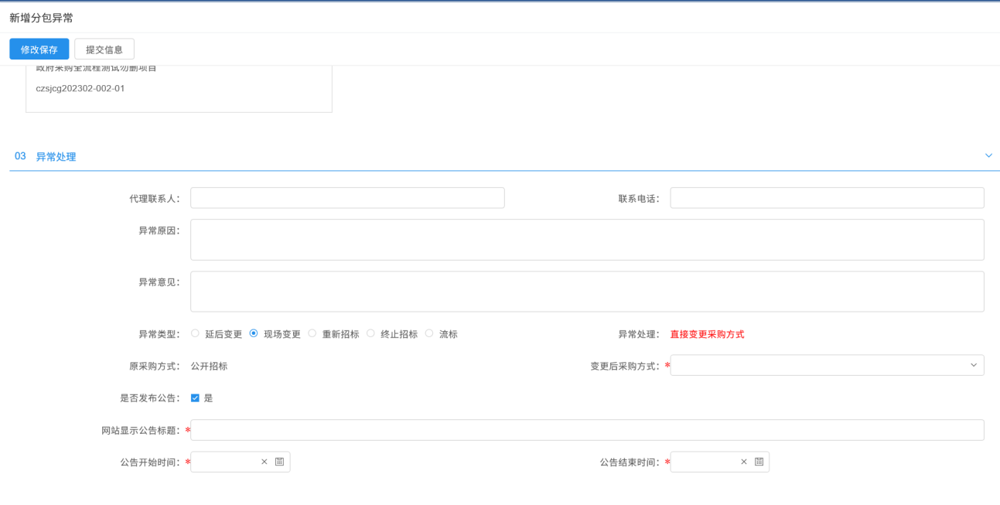 新增分包异常
修改保存 提交信息
政府采购全流程测试勿删项目
czsjcg202302-002-01
03 异常处理
代理联系人： 联系电话：
异常原因：
异常意见：
异常类型： 延后变更 现场变更 重新招标 终止招标 流标 异常处理： 直接变更采购方式
原采购方式： 公开招标 变更后采购方式：*
是否发布公告： 是
网站显示公告标题：*
公告开始时间：* 公告结束时间：*